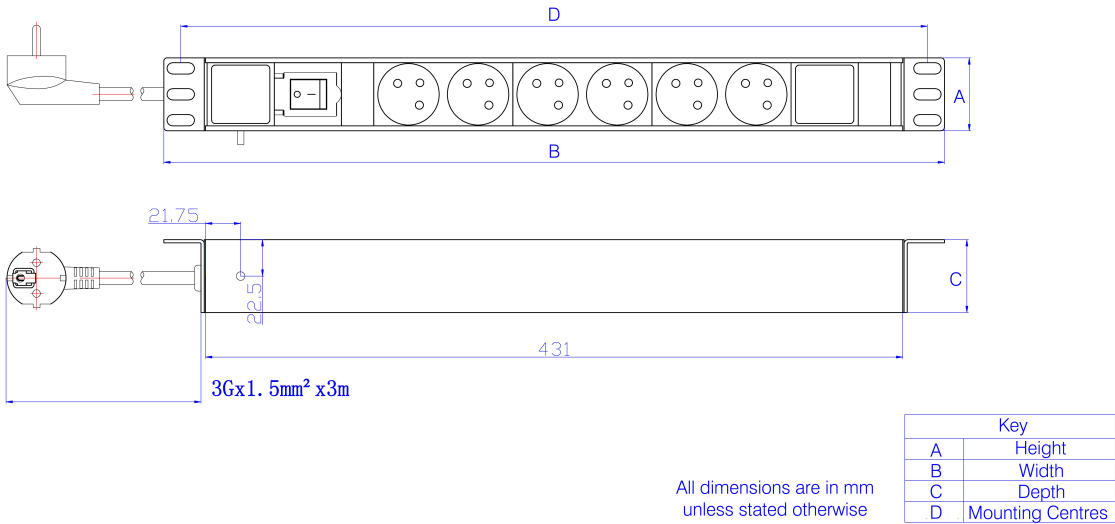 D
A
B
21.75
22.5
C
431
3Gx1.5mm² x3m
Key
A Height
B Width
C Depth
D Mounting Centres
All dimensions are in mm
unless stated otherwise